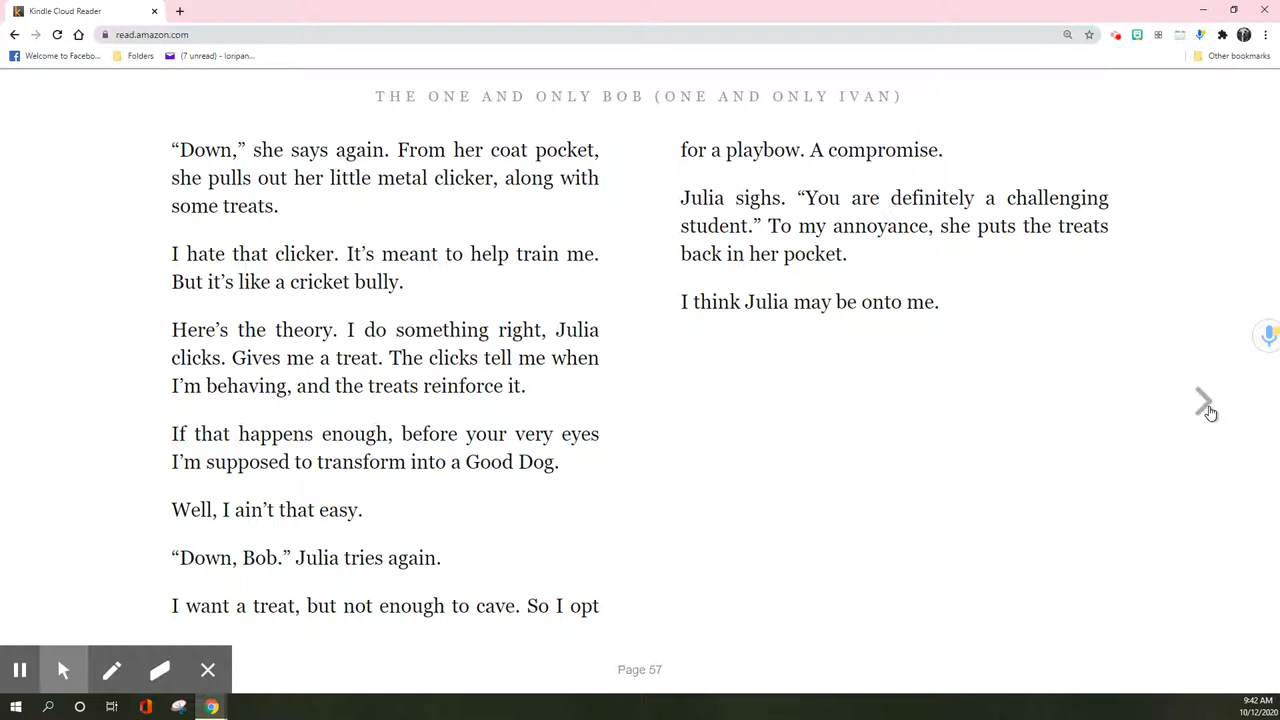 Kindle Cloud Reader
read.amazon.com
Welcome to Facebo...
Folders
(7 unread) - loripan...
Other bookmarks
THE ONE AND ONLY BOB (ONE AND ONLY IVAN)
“Down,” she says again. From her coat pocket,
she pulls out her little metal clicker, along with
some treats.
I hate that clicker. It’s meant to help train me.
But it’s like a cricket bully.
Here’s the theory. I do something right, Julia
clicks. Gives me a treat. The clicks tell me when
I’m behaving, and the treats reinforce it.
If that happens enough, before your very eyes
I’m supposed to transform into a Good Dog.
Well, I ain’t that easy.
“Down, Bob.” Julia tries again.
I want a treat, but not enough to cave. So I opt
for a playbow. A compromise.
Julia sighs. “You are definitely a challenging
student.” To my annoyance, she puts the treats
back in her pocket.
I think Julia may be onto me.
Page 57
9:42 AM
10/12/2020